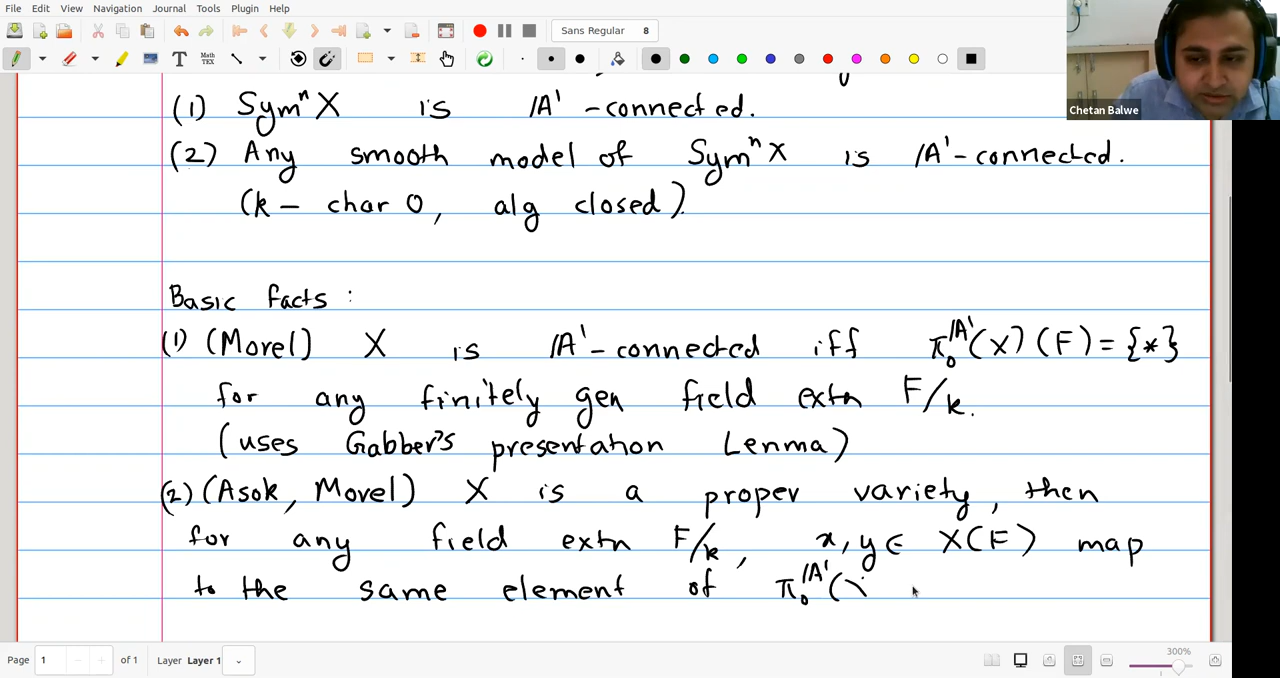 File Edit View Navigation Journal Tools Plugin Help
Sans Regular 8
Math TEX
Chetan Balwe
(1) Symⁿ X is 𝔸¹-connected.
(2) Any smooth model of Symⁿ X is 𝔸¹-connected.
(k – char 0, alg closed).
Basic facts :
(1) (Morel) X is 𝔸¹-connected iff π₀^𝔸¹(X)(F) = {*}
for any finitely gen field extn F/k.
(uses Gabber's presentation Lemma)
(2) (Asok, Morel) X is a proper variety, then
for any field extn F/k, x, y ∈ X(F) map
to the same element of π₀^𝔸¹(
Page 1 of 1 Layer Layer 1 300%